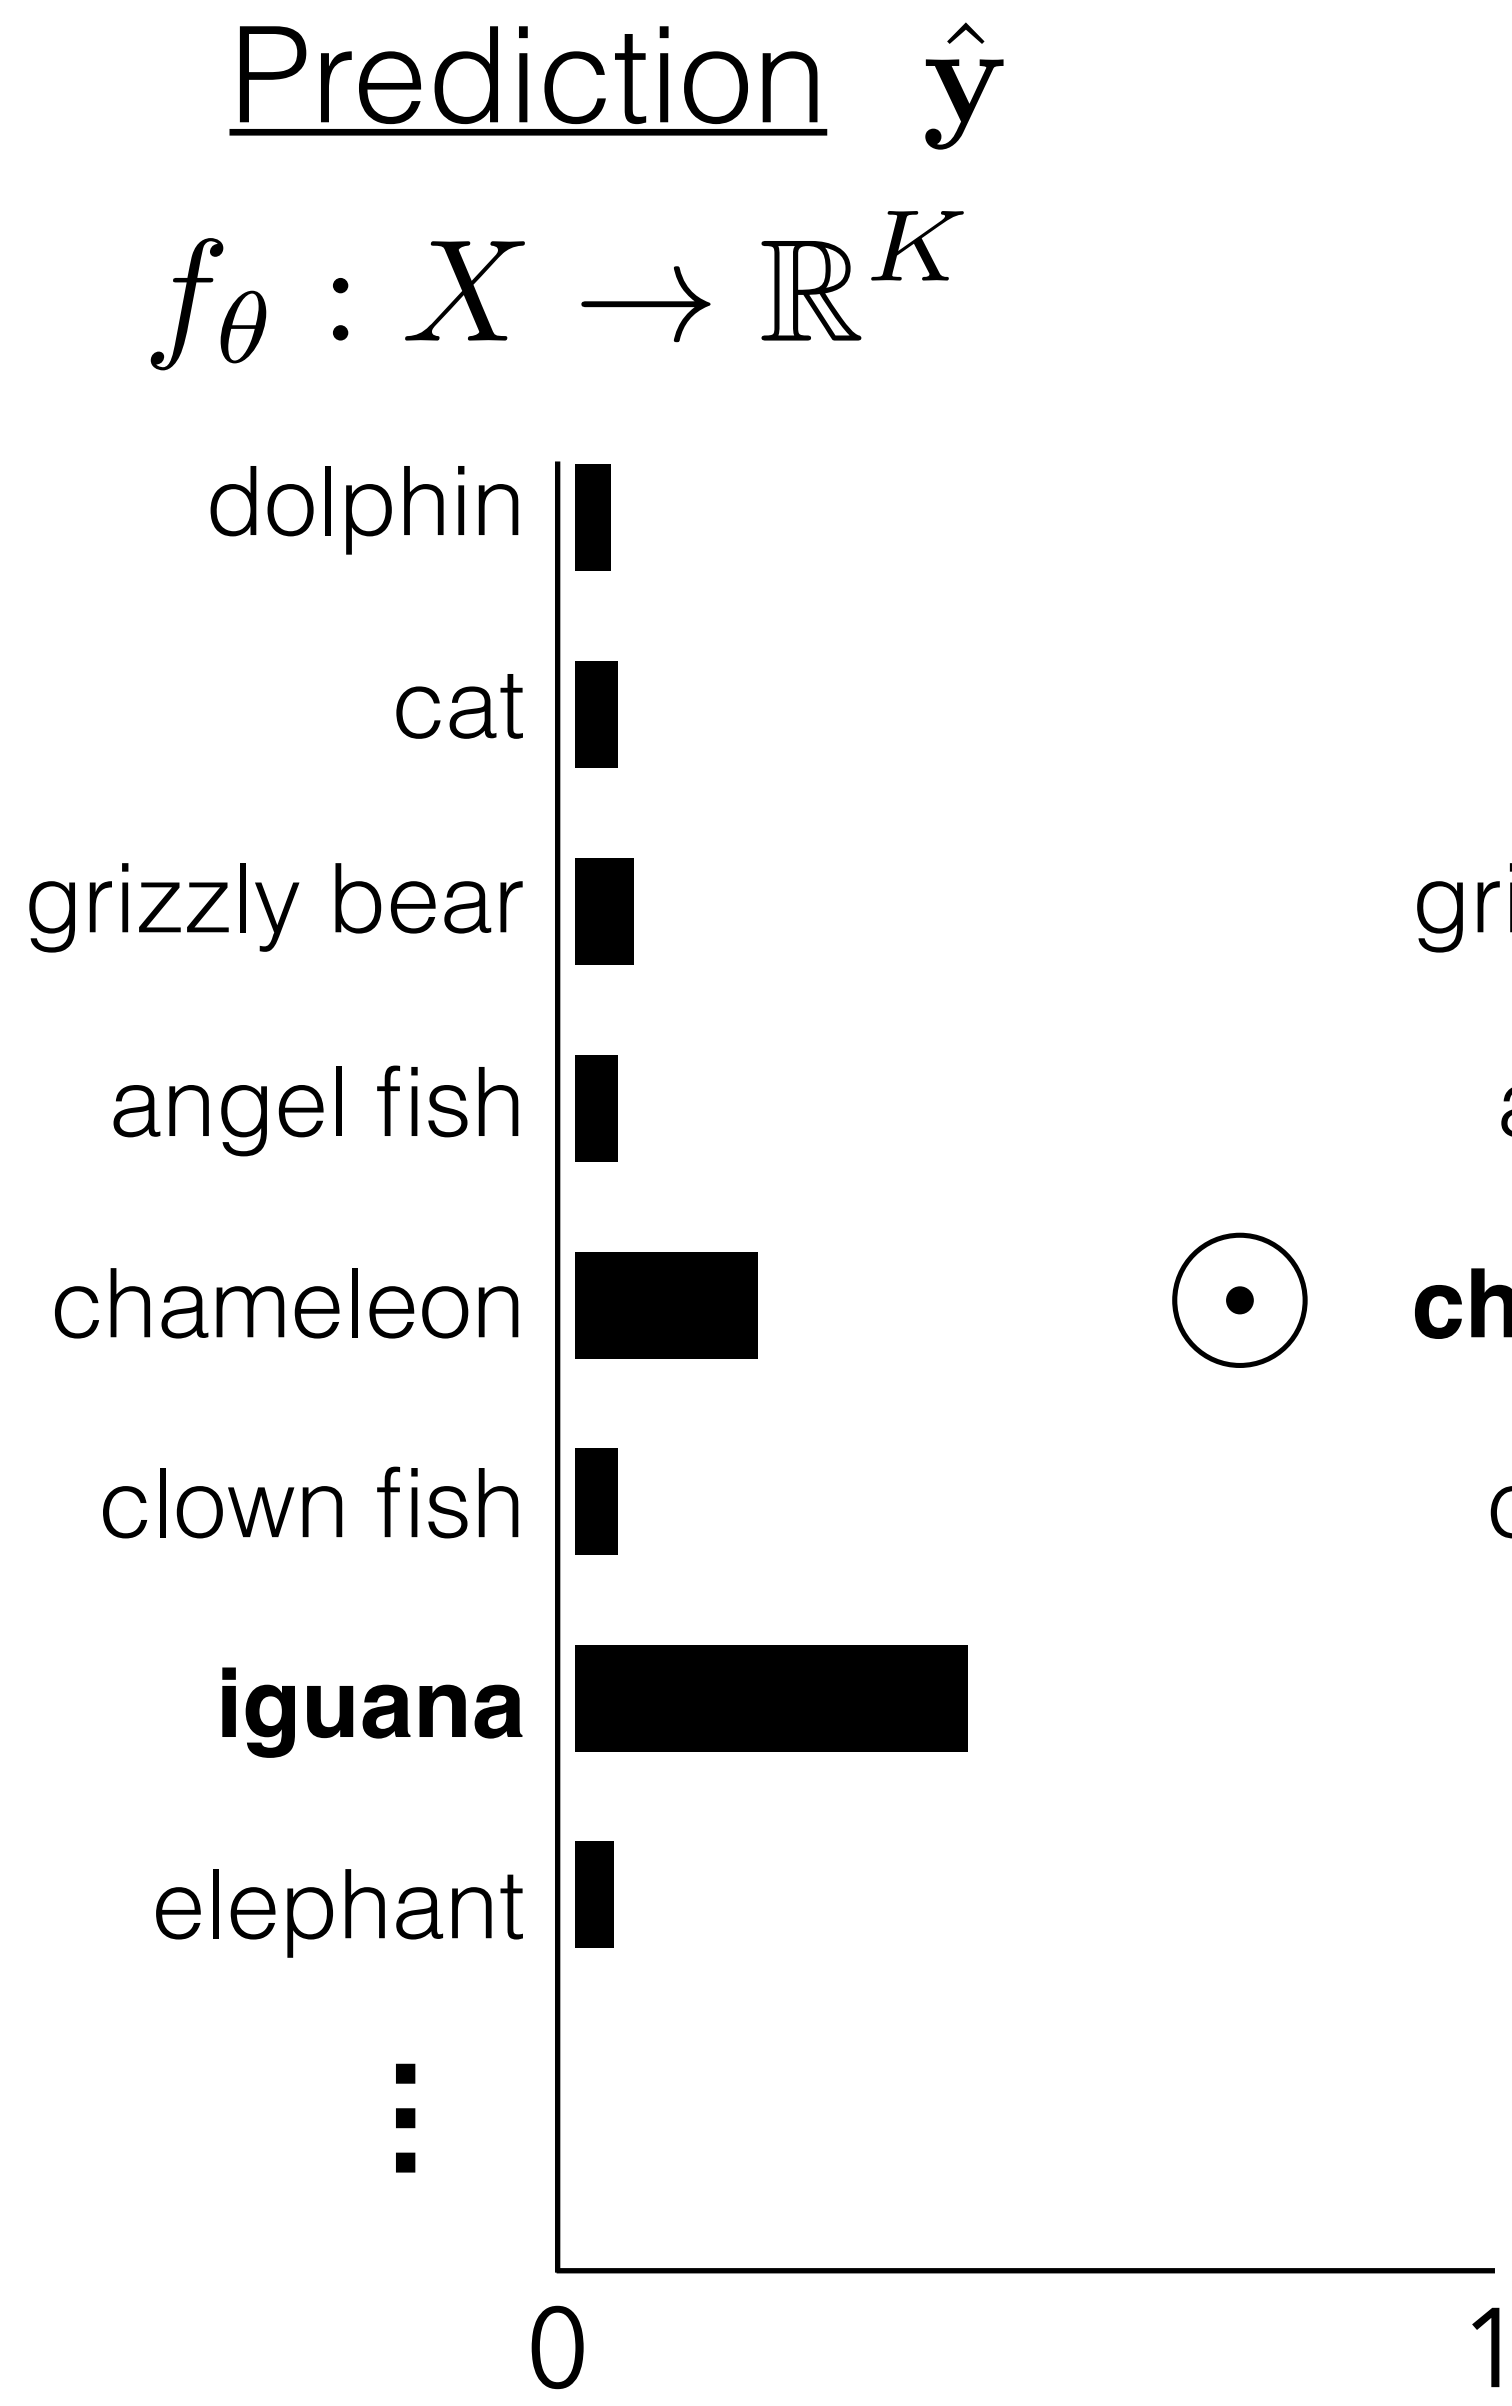 Prediction ŷ
f_θ : X → ℝ^K
dolphin
cat
grizzly bear
angel fish
chameleon
⊙
clown fish
iguana
elephant
⋮
0
1